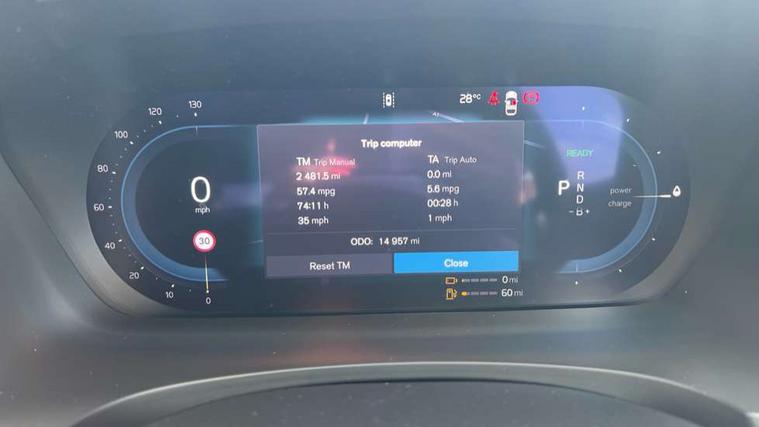 28°C
130
120
100
80
60
40
20
10
0
0
mph
30
Trip computer
TM Trip Manual
2 481.5 mi
57.4 mpg
74:11 h
35 mph
TA Trip Auto
0.0 mi
5.6 mpg
00:28 h
1 mph
ODO: 14 957 mi
Reset TM
Close
READY
P
R
N
D
-B+
power
charge
0 mi
60 mi